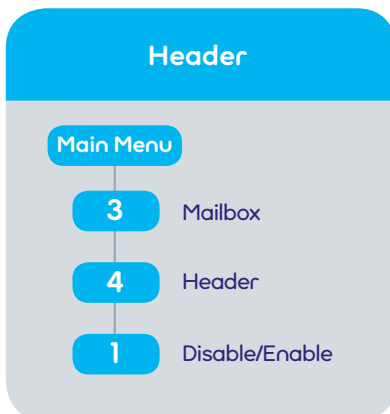 Header
Main Menu
3 Mailbox
4 Header
1 Disable/Enable